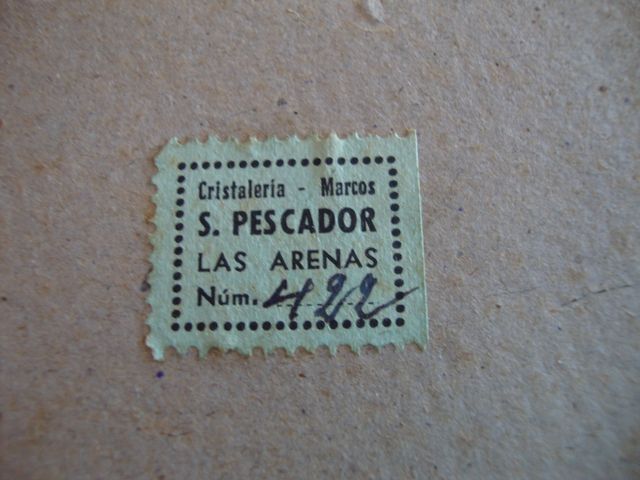 Cristalería - Marcos
S. PESCADOR
LAS ARENAS
Núm. 422